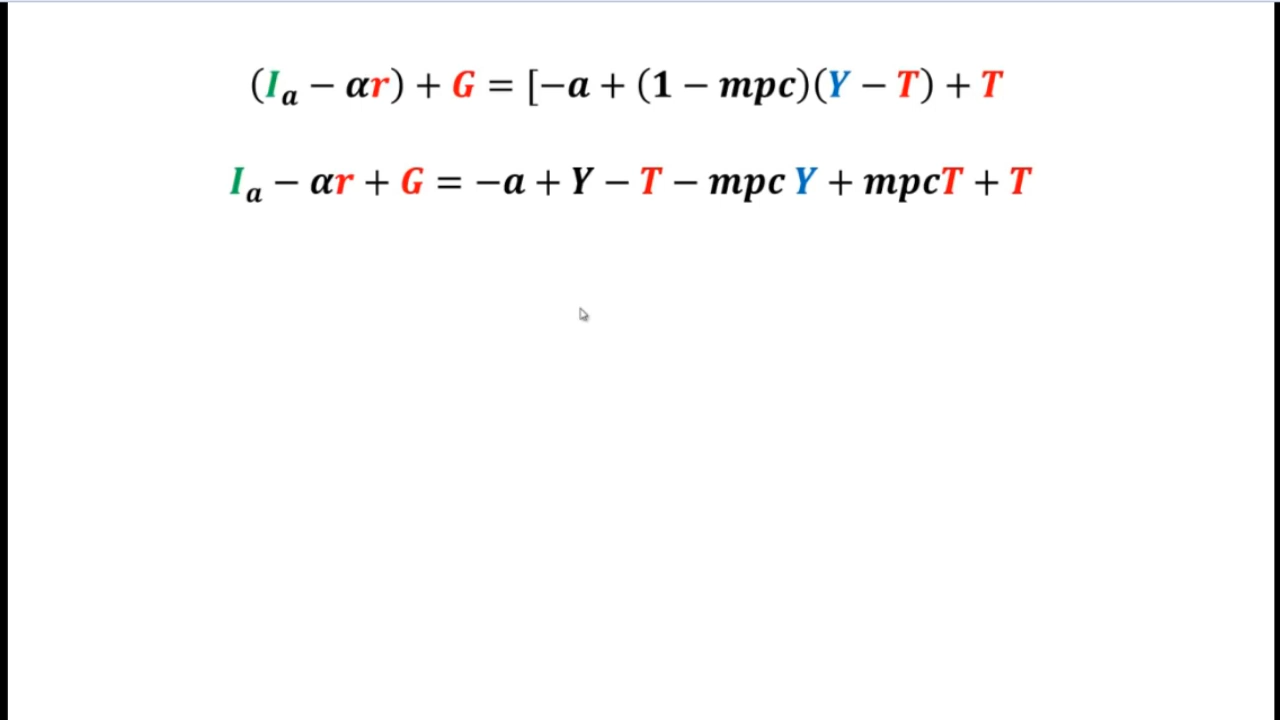 (Iₐ − αr) + G = [−a + (1 − mpc)(Y − T) + T
Iₐ − αr + G = −a + Y − T − mpc Y + mpcT + T